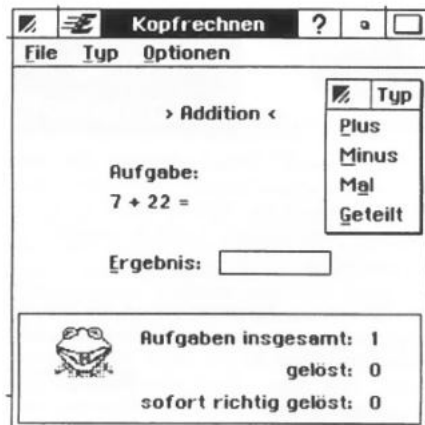 Kopfrechnen ?
File Typ Optionen
> Addition <
Typ
Plus
Minus
Mal
Geteilt
Aufgabe:
7 + 22 =
Ergebnis:
Aufgaben insgesamt: 1
gelöst: 0
sofort richtig gelöst: 0